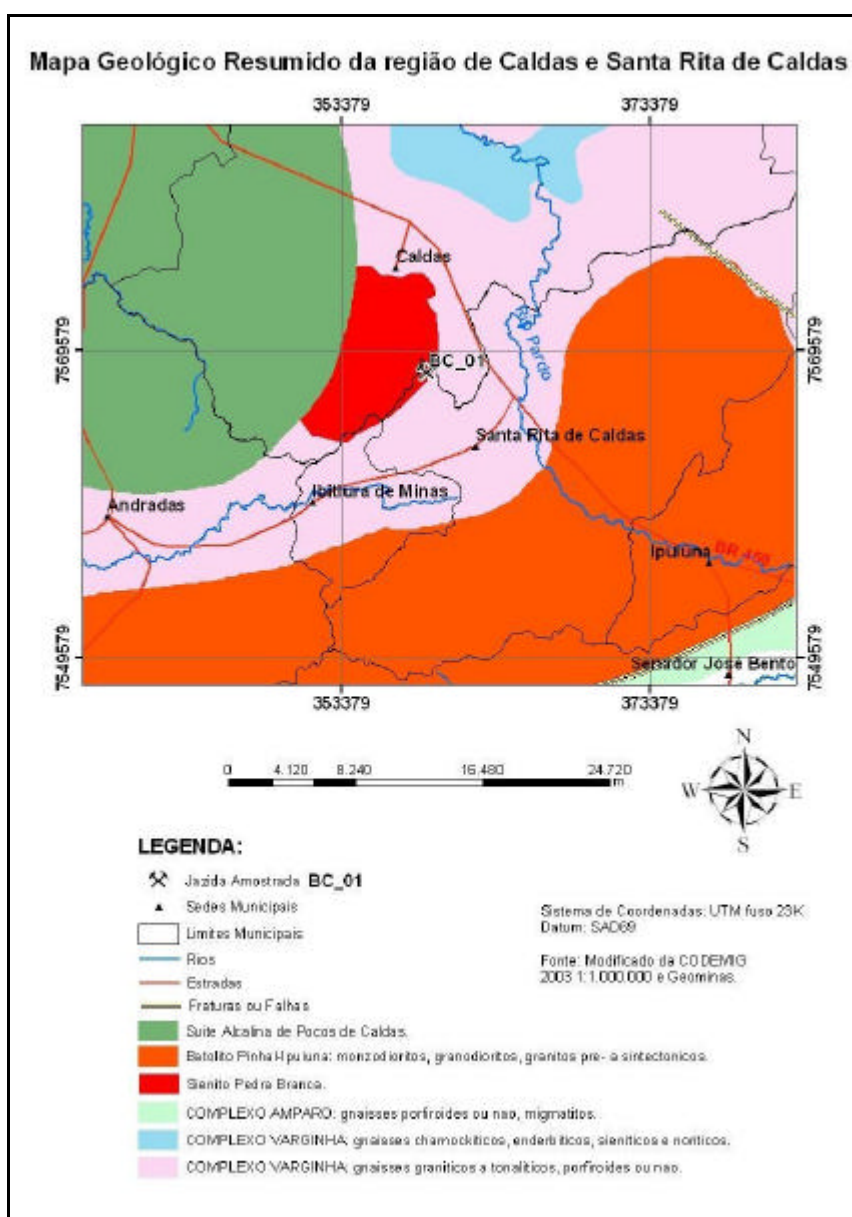 Mapa Geológico Resumido da região de Caldas e Santa Rita de Caldas
353379 373379
Caldas
7569579 7569579
BC_01
Rio Pardo
Santa Rita de Caldas
Ibitiura de Minas
Andradas
BR 459
Ipuiuna
7549579 7549579
Senador José Bento
353379 373379
0 4.120 8.240 16.480 24.720
m
N
W E
S
LEGENDA:
Jazida Amostrada BC_01
Sedes Municipais
Limites Municipais
Rios
Estradas
Fraturas ou Falhas
Sistema de Coordenadas: UTM fuso 23K
Datum: SAD69
Fonte: Modificado da CODEMIG
2003 1:1.000.000 e Geominas.
Suite Alcalina de Pocos de Caldas.
Batolito Pinhal-Ipuiuna: monzodioritos, granodioritos, granitos pre- a sintectonicos.
Sienito Pedra Branca.
COMPLEXO AMPARO: gnaisses porfiroides ou nao, migmatitos.
COMPLEXO VARGINHA: gnaisses charnockiticos, enderbiticos, sieniticos e noriticos.
COMPLEXO VARGINHA: gnaisses graniticos a tonaliticos, porfiroides ou nao.